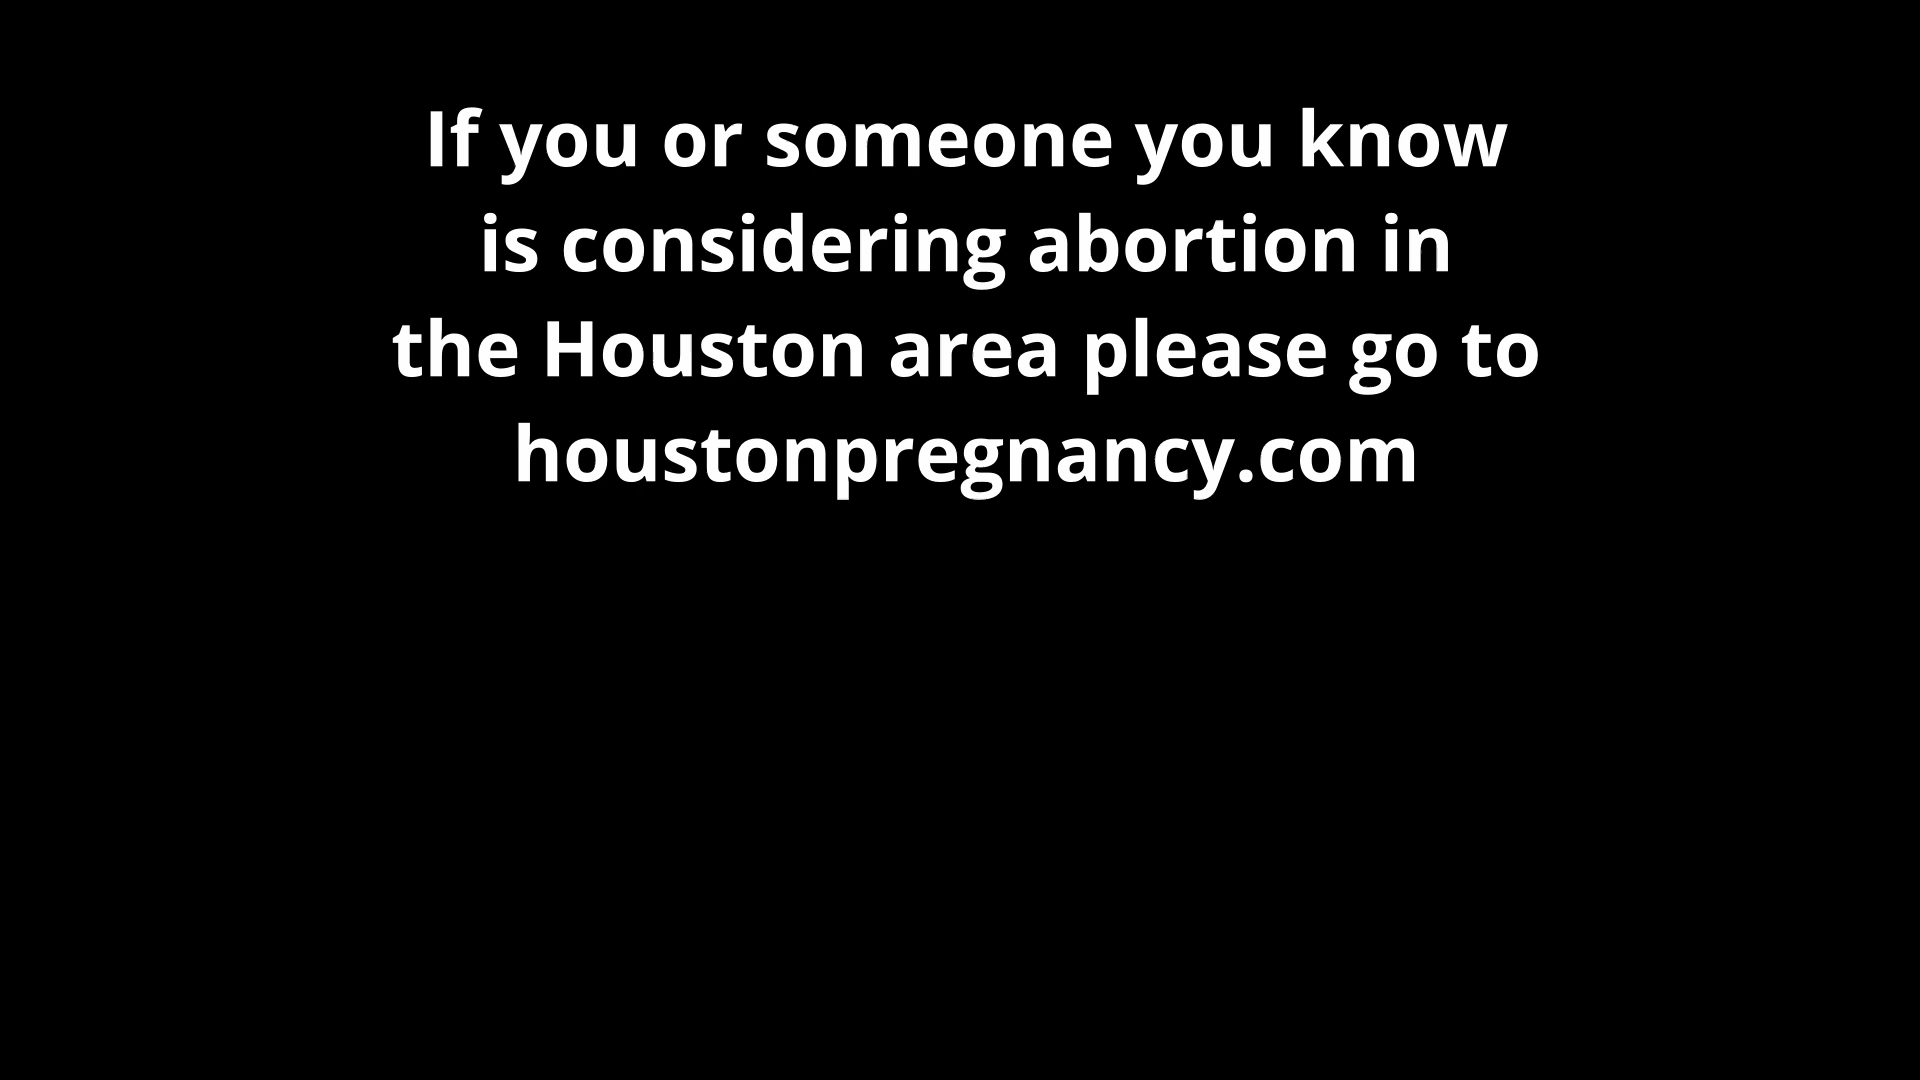 If you or someone you know
is considering abortion in
the Houston area please go to
houstonpregnancy.com